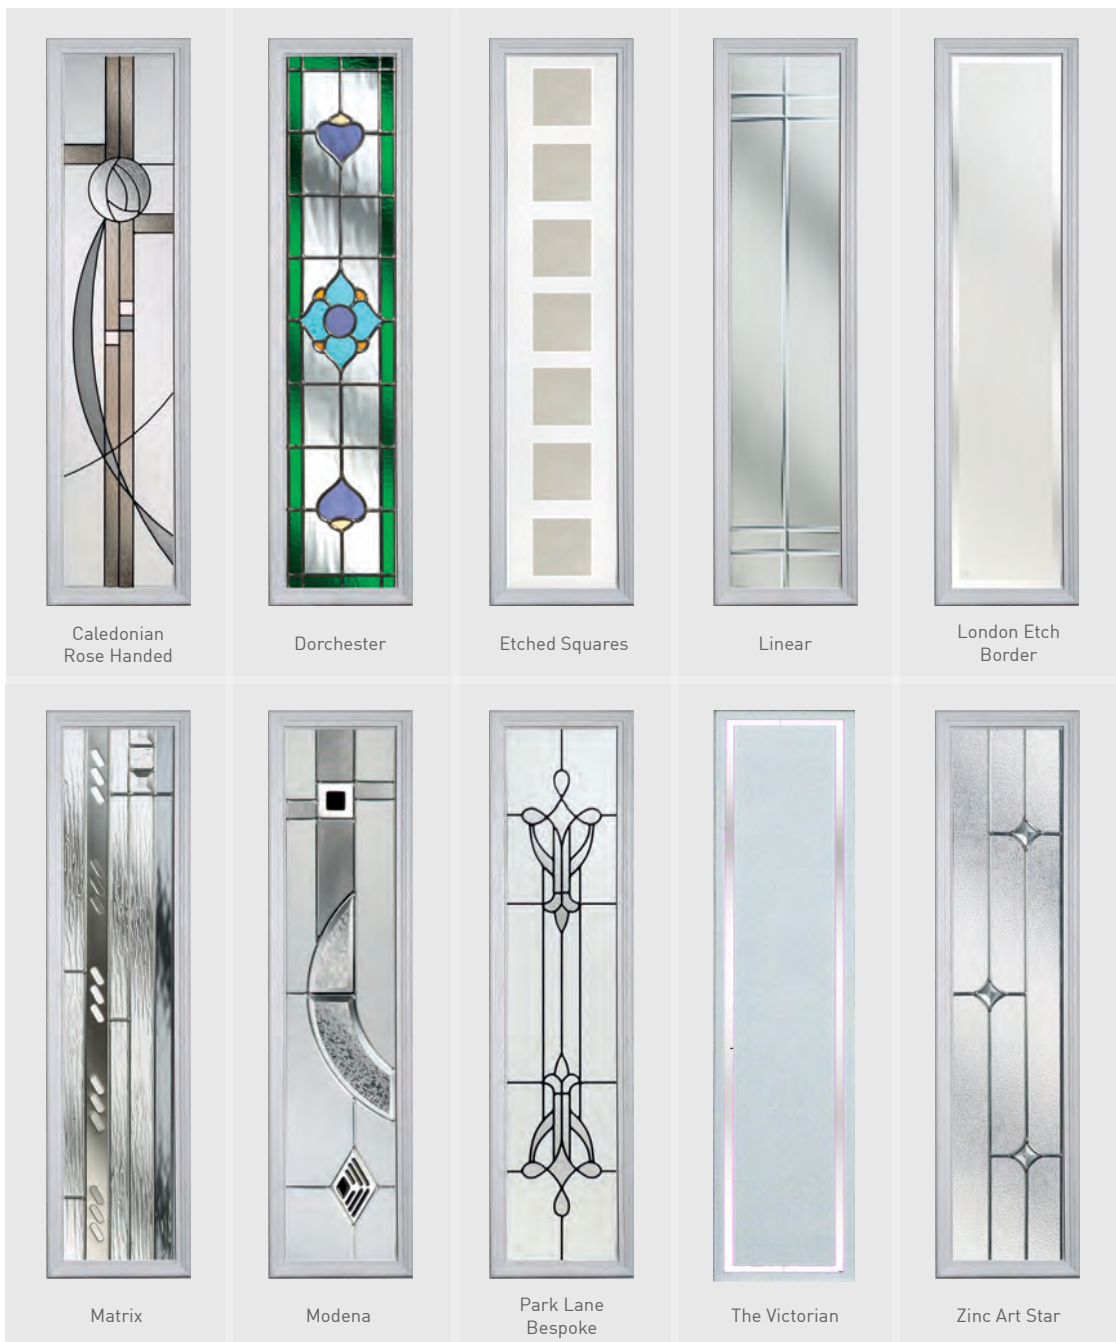 Caledonian
Rose Handed
Dorchester
Etched Squares
Linear
London Etch
Border
Matrix
Modena
Park Lane
Bespoke
The Victorian
Zinc Art Star